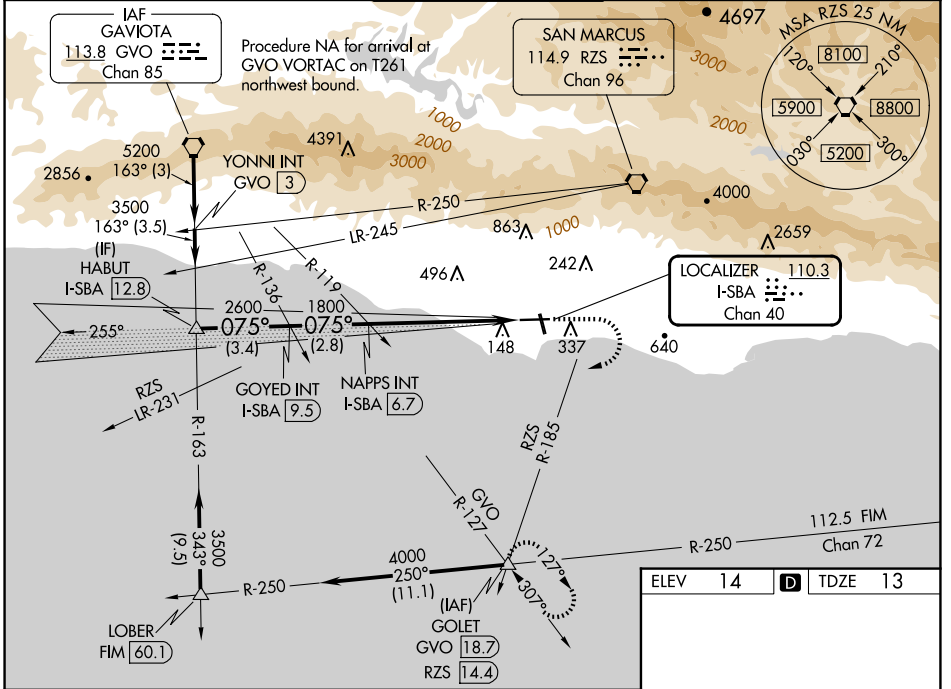 IAF
GAVIOTA
113.8 GVO
Chan 85
Procedure NA for arrival at
GVO VORTAC on T261
northwest bound.
SAN MARCUS
114.9 RZS
Chan 96
4697
3000
2000
MSA RZS 25 NM
120°
8100
210°
5900
8800
030°
5200
300°
1000
2000
3000
4391
2856
5200
163° (3)
YONNI INT
GVO 3
3500
163° (3.5)
R-250
LR-245
4000
863
1000
2659
(IF)
HABUT
I-SBA 12.8
R-136
R-119
496
242
LOCALIZER 110.3
I-SBA
Chan 40
255°
2600
075°
(3.4)
1800
075°
(2.8)
148
337
640
RZS
LR-231
GOYED INT
I-SBA 9.5
NAPPS INT
I-SBA 6.7
R-163
RZS
R-185
GVO
R-127
3500
343°
(9.5)
4000
250°
(11.1)
R-250
R-250
112.5 FIM
Chan 72
127°
307°
LOBER
FIM 60.1
(IAF)
GOLET
GVO 18.7
RZS 14.4
ELEV 14 D TDZE 13